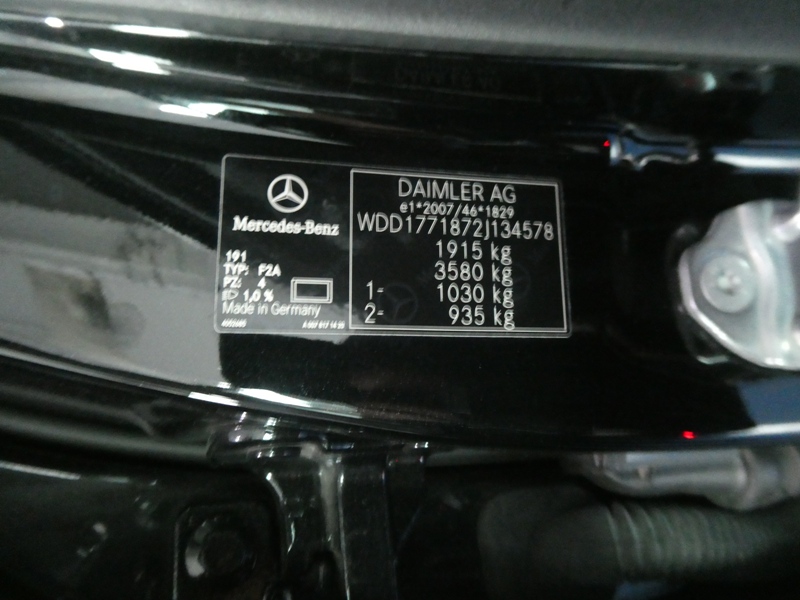 Mercedes-Benz
191
TYP: F2A
PZ: 4
1,0 %
Made in Germany
DAIMLER AG
e1*2007/46*1829
WDD1771872J134578
1915 kg
3580 kg
1- 1030 kg
2- 935 kg